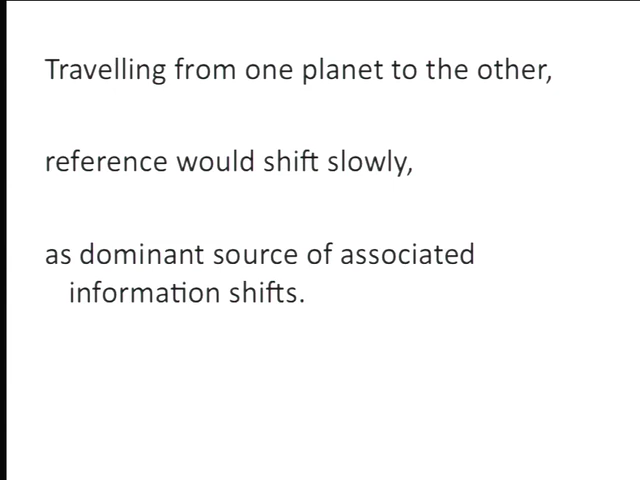 Travelling from one planet to the other,
reference would shift slowly,
as dominant source of associated
information shifts.